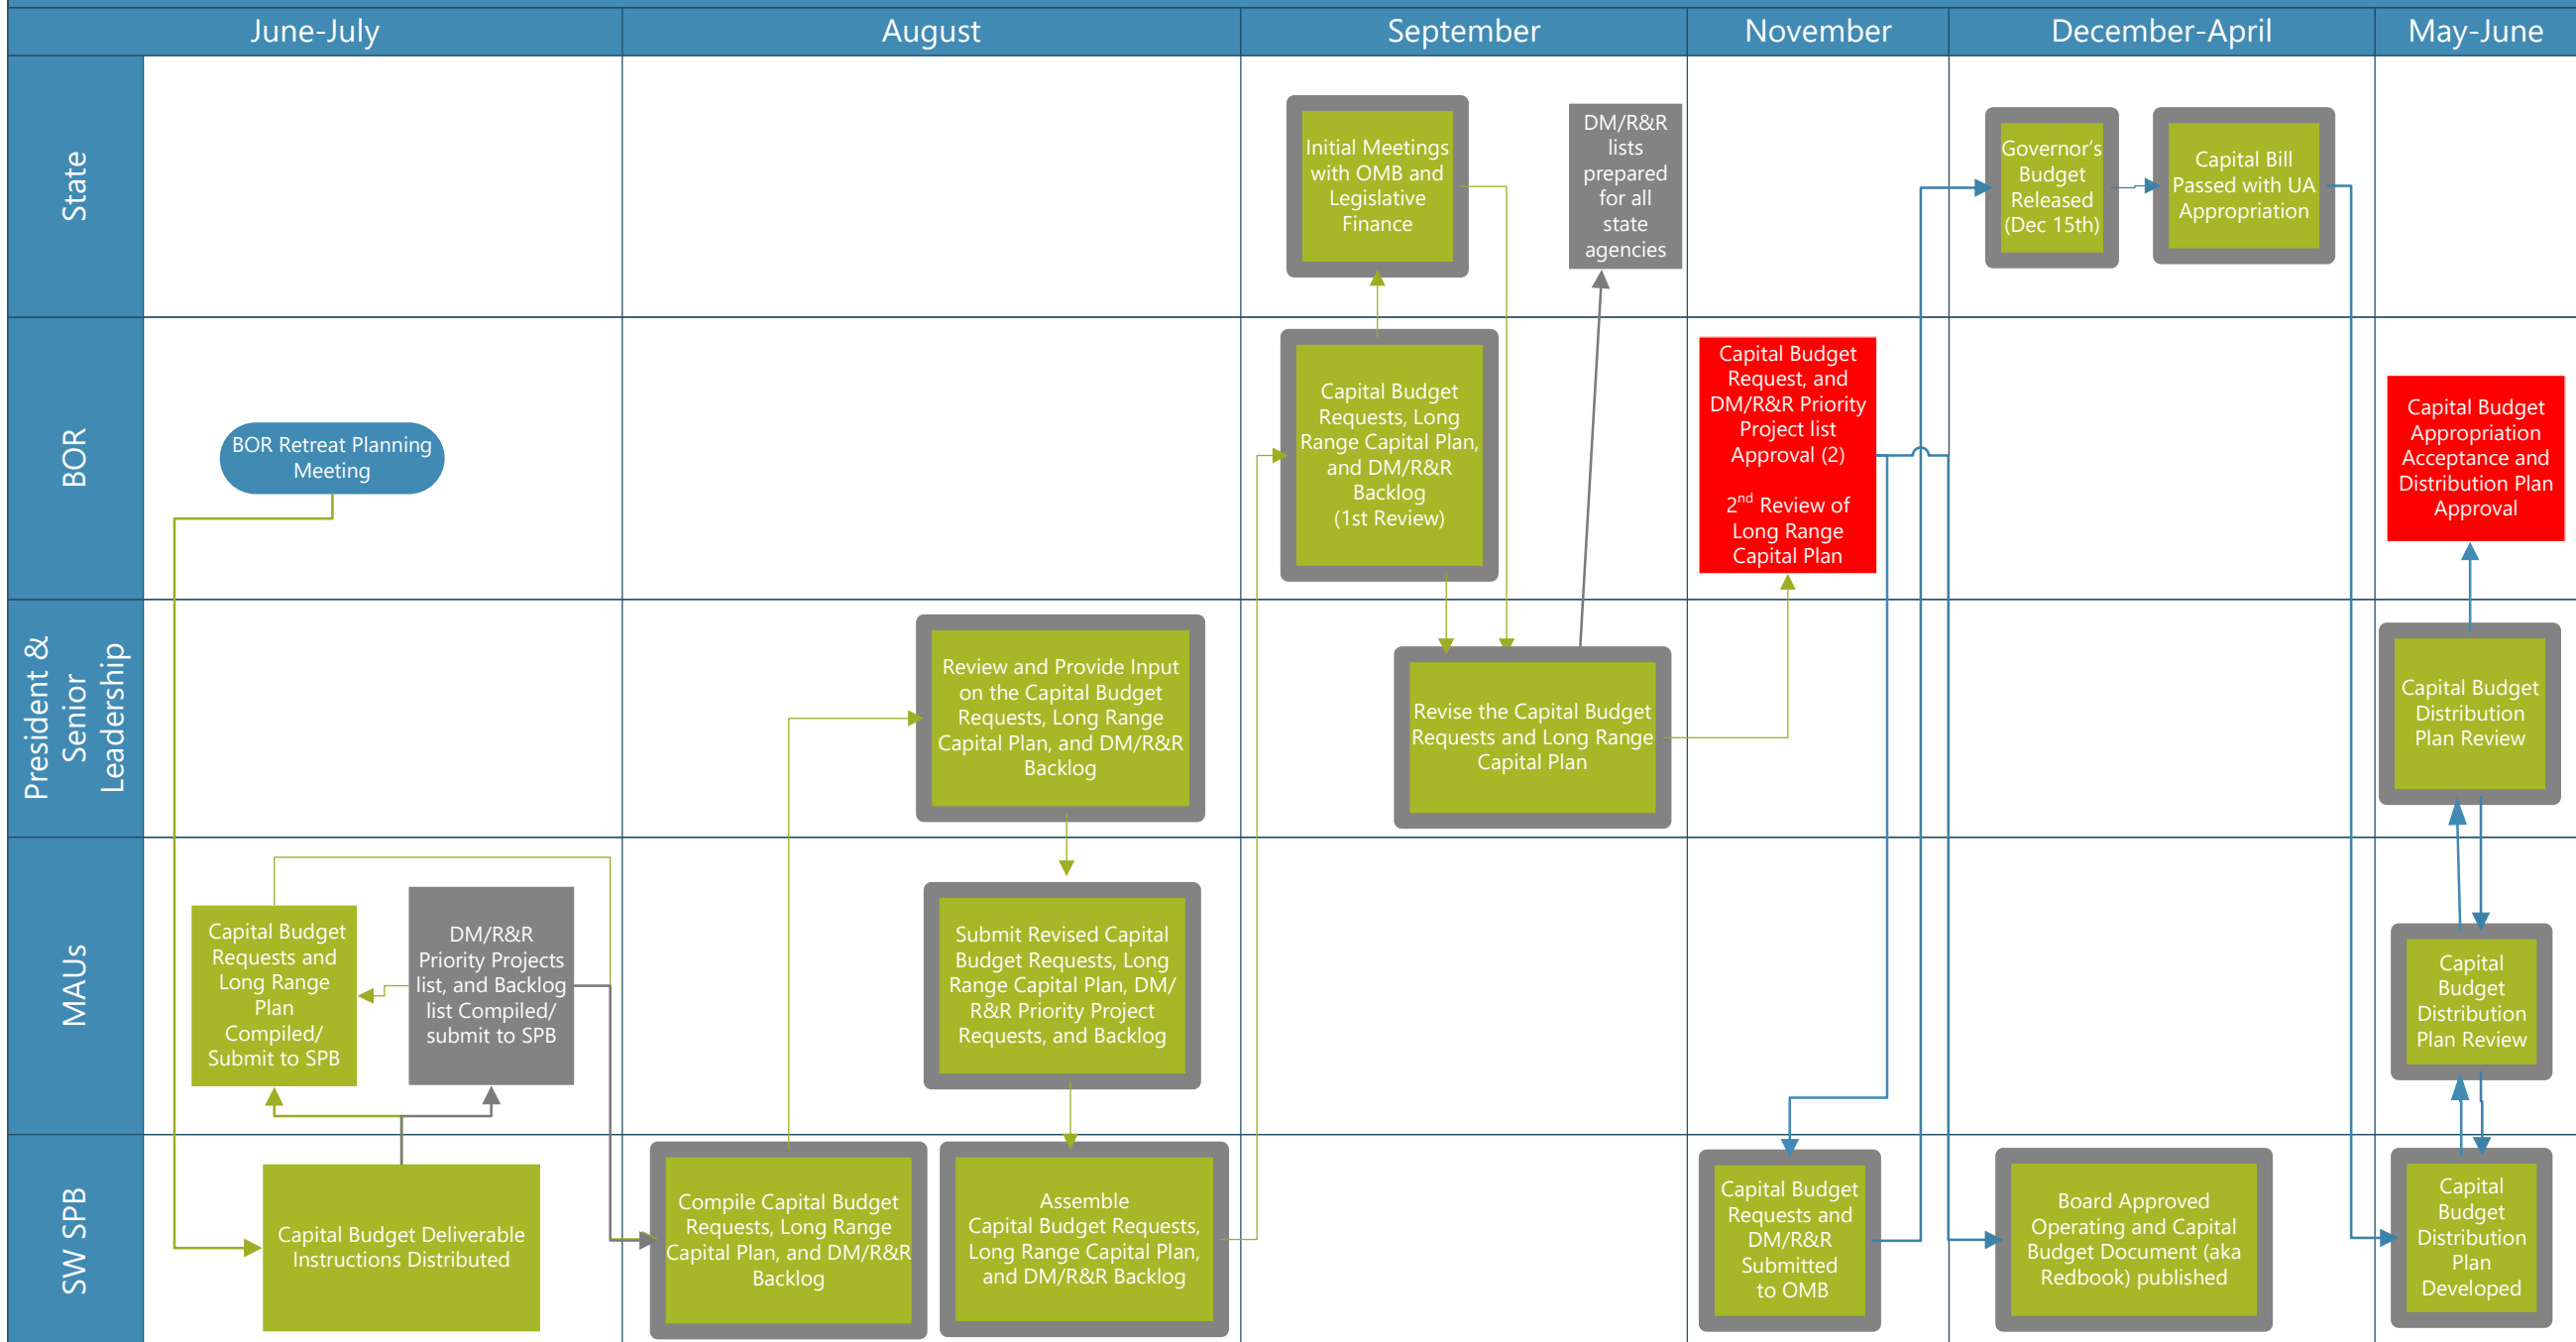 June-July
August
September
November
December-April
May-June
State
Initial Meetings
with OMB and
Legislative
Finance
DM/R&R
lists
prepared
for all
state
agencies
Governor's
Budget
Released
(Dec 15th)
Capital Bill
Passed with UA
Appropriation
BOR
BOR Retreat Planning
Meeting
Capital Budget
Requests, Long
Range Capital Plan,
and DM/R&R
Backlog
(1st Review)
Capital Budget
Request, and
DM/R&R Priority
Project list
Approval (2)
2nd Review of
Long Range
Capital Plan
Capital Budget
Appropriation
Acceptance and
Distribution Plan
Approval
President &
Senior
Leadership
Review and Provide Input
on the Capital Budget
Requests, Long Range
Capital Plan, and DM/R&R
Backlog
Revise the Capital Budget
Requests and Long Range
Capital Plan
Capital Budget
Distribution
Plan Review
MAUs
Capital Budget
Requests and
Long Range
Plan
Compiled/
Submit to SPB
DM/R&R
Priority Projects
list, and Backlog
list Compiled/
submit to SPB
Submit Revised Capital
Budget Requests, Long
Range Capital Plan, DM/
R&R Priority Project
Requests, and Backlog
Capital
Budget
Distribution
Plan Review
SW SPB
Capital Budget Deliverable
Instructions Distributed
Compile Capital Budget
Requests, Long Range
Capital Plan, and DM/R&R
Backlog
Assemble
Capital Budget Requests,
Long Range Capital Plan,
and DM/R&R Backlog
Capital Budget
Requests and
DM/R&R
Submitted
to OMB
Board Approved
Operating and Capital
Budget Document (aka
Redbook) published
Capital
Budget
Distribution
Plan
Developed